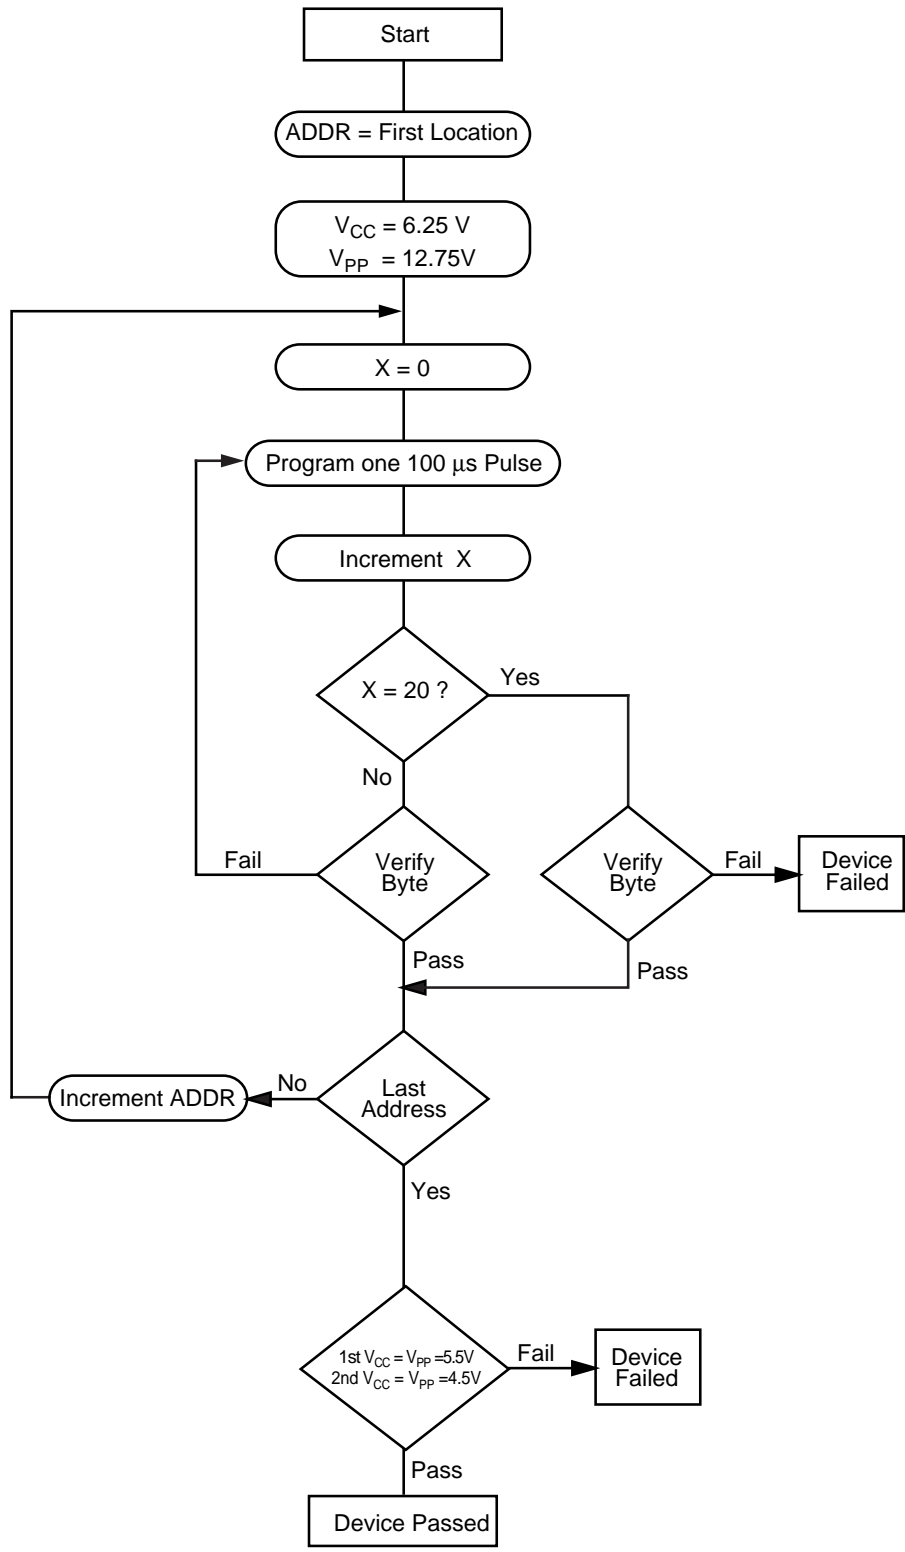 Start
ADDR = First Location
VCC = 6.25 V
VPP = 12.75V
X = 0
Program one 100 μs Pulse
Increment X
X = 20 ?
Yes
No
Verify
Byte
Fail
Pass
Verify
Byte
Fail
Device
Failed
Pass
Last
Address
No
Increment ADDR
Yes
1st VCC = VPP =5.5V
2nd VCC = VPP =4.5V
Fail
Device
Failed
Pass
Device Passed